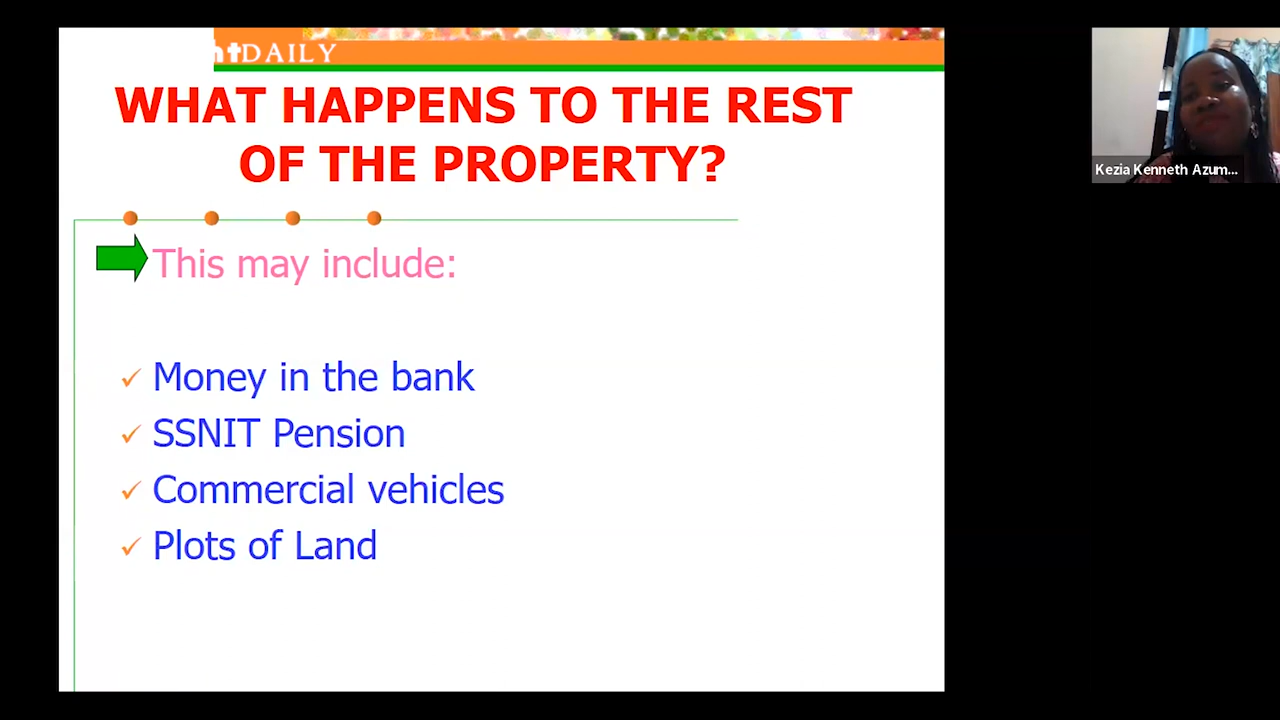 DAILY
WHAT HAPPENS TO THE REST
OF THE PROPERTY?
This may include:
Money in the bank
SSNIT Pension
Commercial vehicles
Plots of Land
Kezia Kenneth Azum...